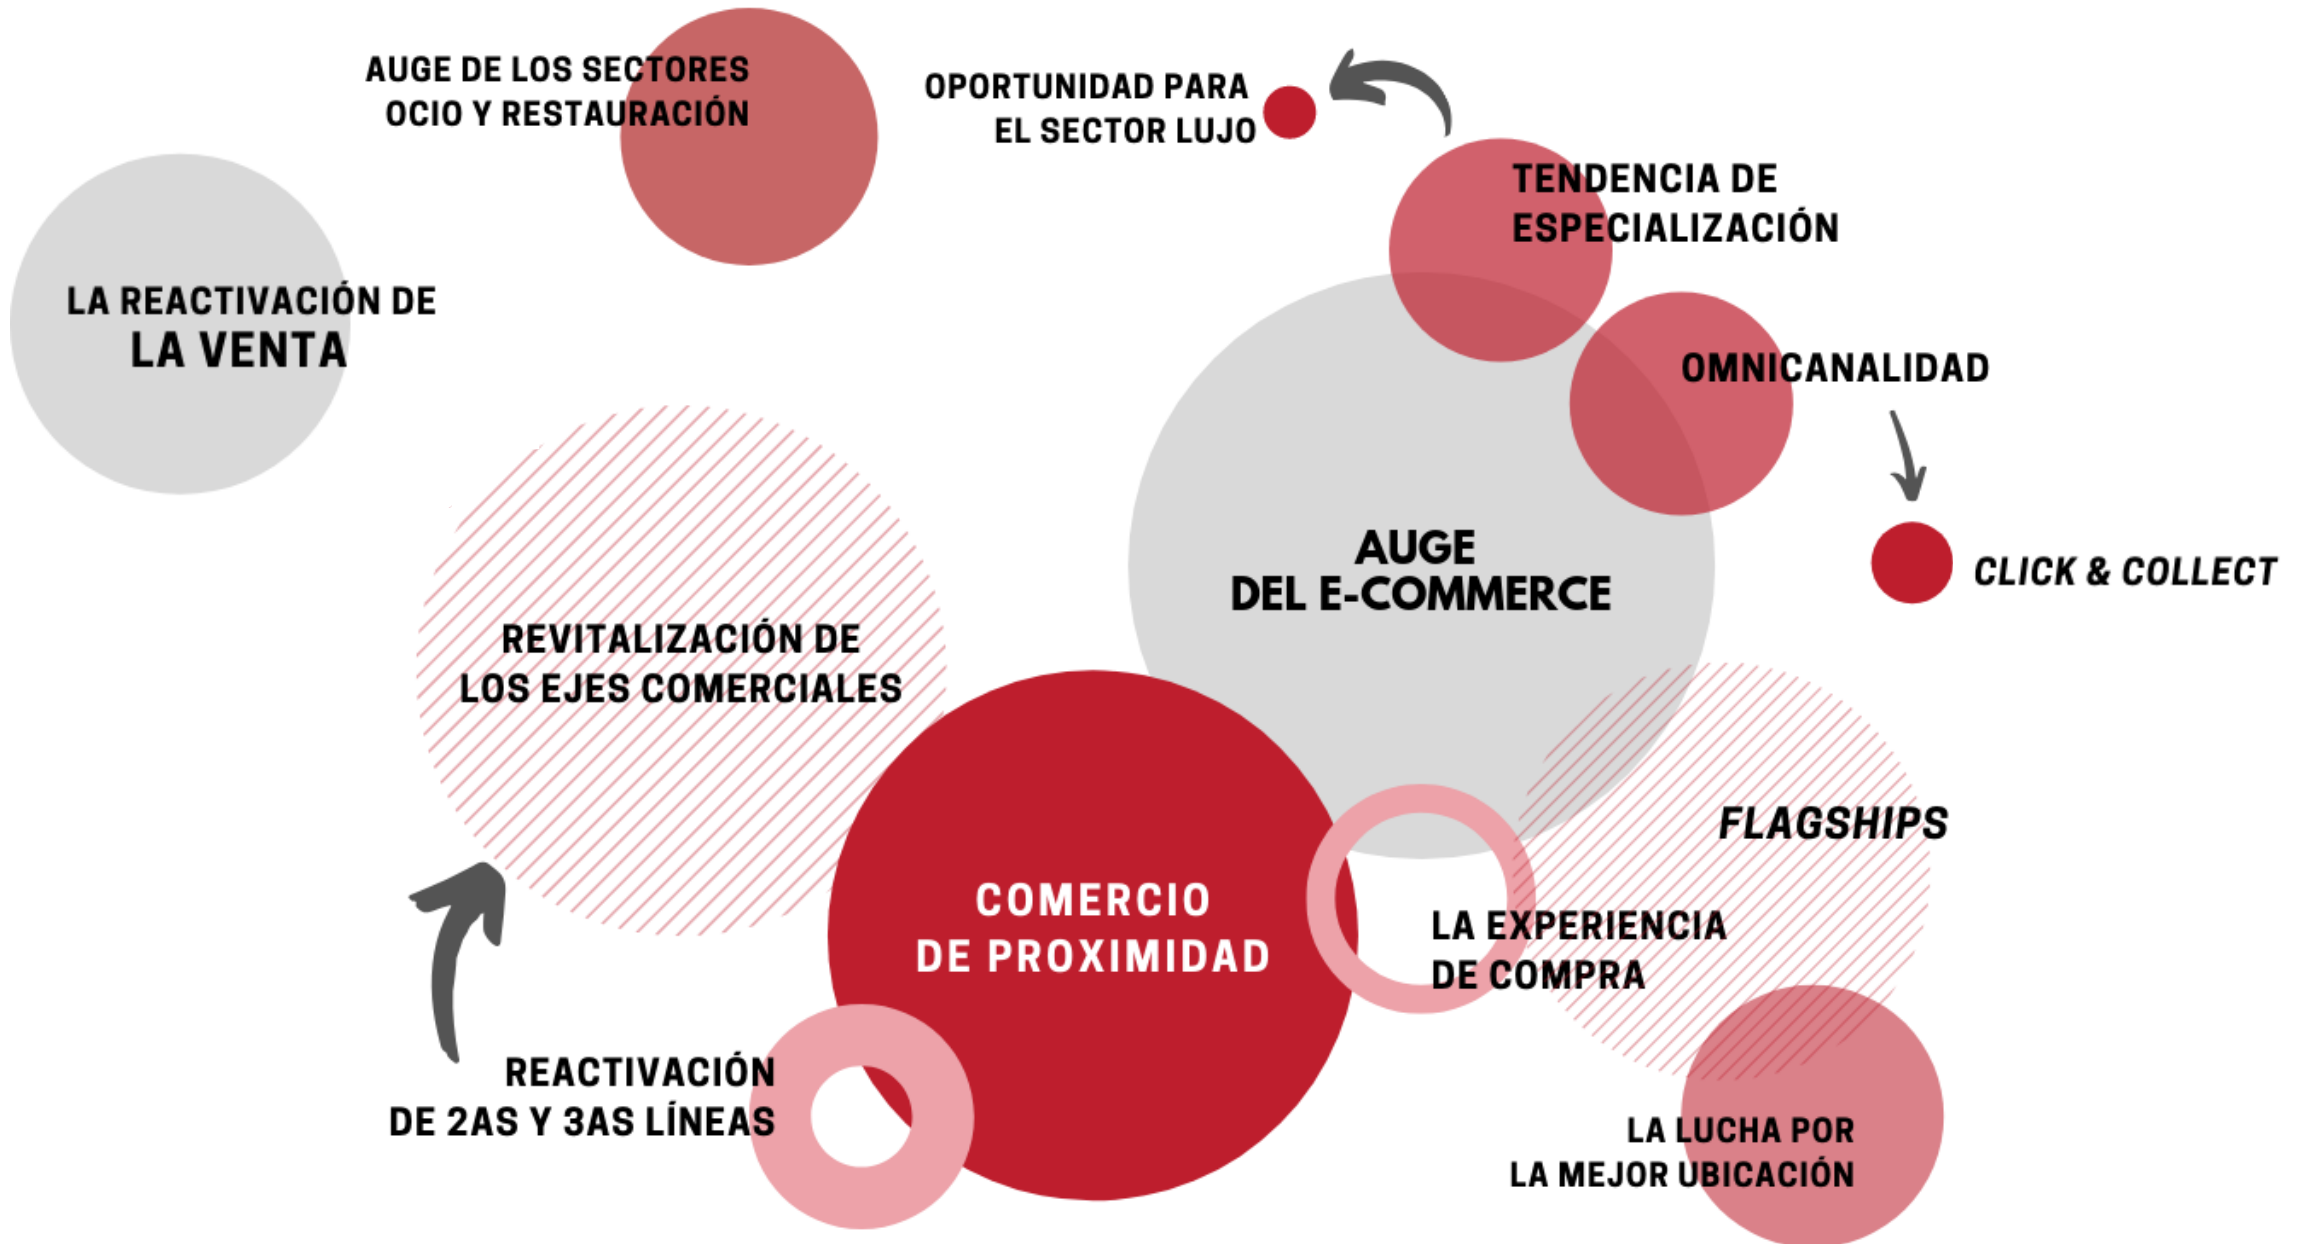 AUGE DE LOS SECTORES
OCIO Y RESTAURACIÓN
OPORTUNIDAD PARA
EL SECTOR LUJO
TENDENCIA DE
ESPECIALIZACIÓN
LA REACTIVACIÓN DE
LA VENTA
OMNICANALIDAD
AUGE
DEL E-COMMERCE
CLICK & COLLECT
REVITALIZACIÓN DE
LOS EJES COMERCIALES
FLAGSHIPS
COMERCIO
DE PROXIMIDAD
LA EXPERIENCIA
DE COMPRA
REACTIVACIÓN
DE 2AS Y 3AS LÍNEAS
LA LUCHA POR
LA MEJOR UBICACIÓN